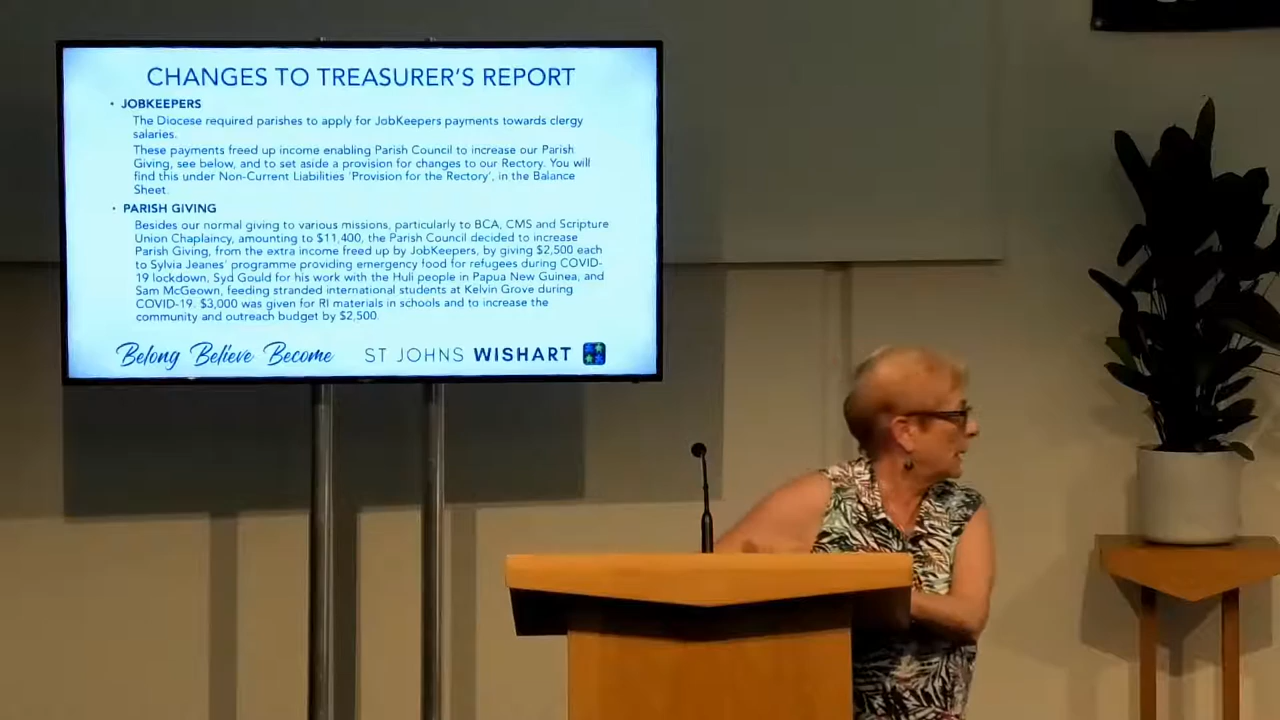 CHANGES TO TREASURER'S REPORT
• JOBKEEPERS
The Diocese required parishes to apply for JobKeepers payments towards clergy
salaries.
These payments freed up income enabling Parish Council to increase our Parish
Giving, see below, and to set aside a provision for changes to our Rectory. You will
find this under Non-Current Liabilities 'Provision for the Rectory', in the Balance
Sheet.
• PARISH GIVING
Besides our normal giving to various missions, particularly to BCA, CMS and Scripture
Union Chaplaincy, amounting to $11,400, the Parish Council decided to increase
Parish Giving, from the extra income freed up by JobKeepers, by giving $2,500 each
to Sylvia Jeanes' programme providing emergency food for refugees during COVID-
19 lockdown, Syd Gould for his work with the Huli people in Papua New Guinea, and
Sam McGeown, feeding stranded international students at Kelvin Grove during
COVID-19. $3,000 was given for RI materials in schools and to increase the
community and outreach budget by $2,500.
Belong Believe Become ST JOHNS WISHART